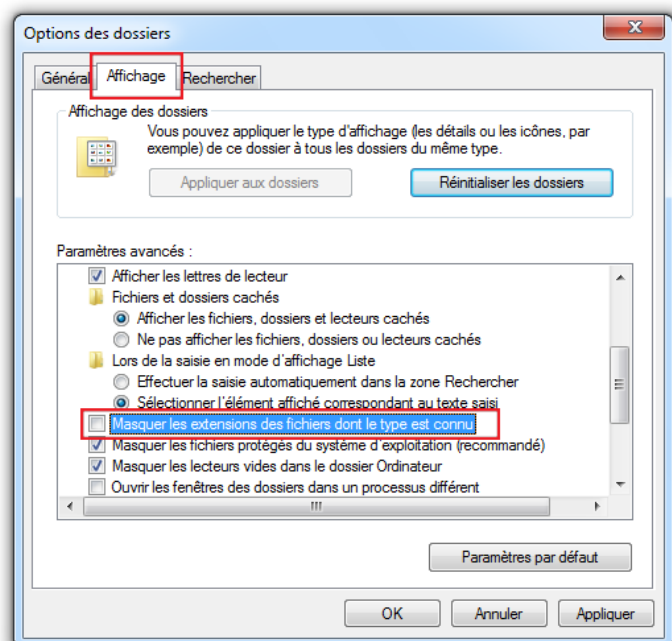 Options des dossiers
Général
Affichage
Rechercher
Affichage des dossiers
Vous pouvez appliquer le type d'affichage (les détails ou les icônes, par
exemple) de ce dossier à tous les dossiers du même type.
Appliquer aux dossiers
Réinitialiser les dossiers
Paramètres avancés :
Afficher les lettres de lecteur
Fichiers et dossiers cachés
Afficher les fichiers, dossiers et lecteurs cachés
Ne pas afficher les fichiers, dossiers ou lecteurs cachés
Lors de la saisie en mode d'affichage Liste
Effectuer la saisie automatiquement dans la zone Rechercher
Sélectionner l'élément affiché correspondant au texte saisi
Masquer les extensions des fichiers dont le type est connu
Masquer les fichiers protégés du système d'exploitation (recommandé)
Masquer les lecteurs vides dans le dossier Ordinateur
Ouvrir les fenêtres des dossiers dans un processus différent
Paramètres par défaut
OK
Annuler
Appliquer